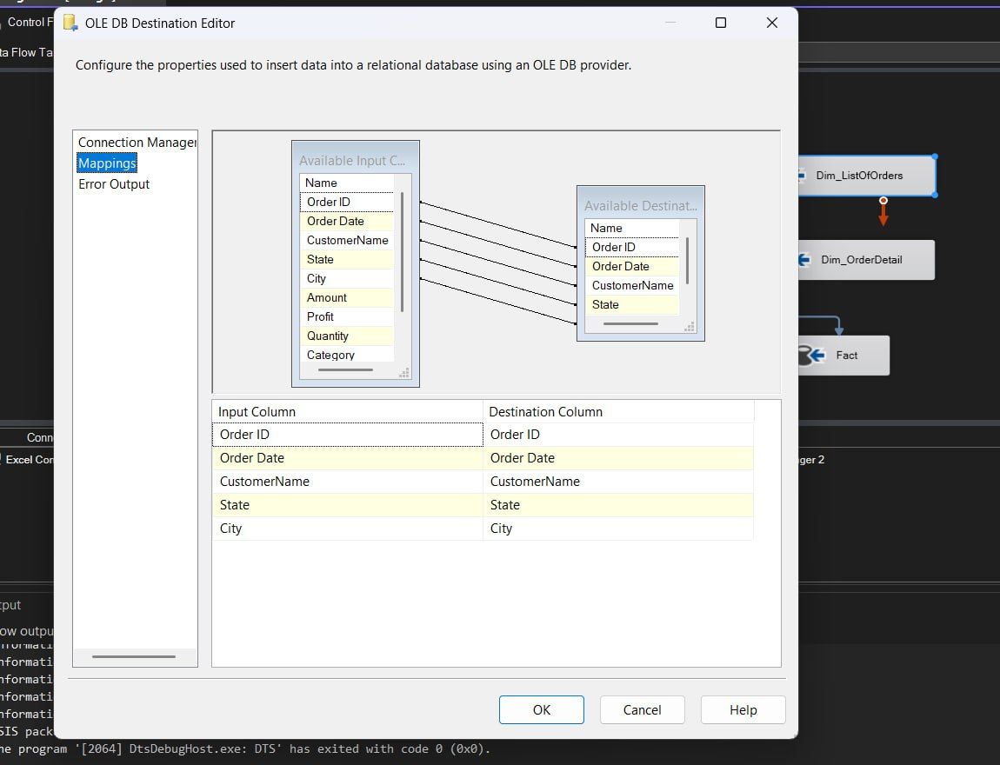 OLE DB Destination Editor
Control F
ta Flow Ta
Configure the properties used to insert data into a relational database using an OLE DB provider.
Connection Manager
Mappings
Error Output
Available Input C...
Name
Order ID
Order Date
CustomerName
State
City
Amount
Profit
Quantity
Category
Available Destinat...
Name
Order ID
Order Date
CustomerName
State
Input Column Destination Column
Order ID Order ID
Order Date Order Date
CustomerName CustomerName
State State
City City
OK Cancel Help
Dim_ListOfOrders
Dim_OrderDetail
Fact
Conn
Excel Con
ger 2
tput
ow outpu
nformati
nformati
nformati
nformati
nformati
SIS pack
he program '[2064] DtsDebugHost.exe: DTS' has exited with code 0 (0x0).